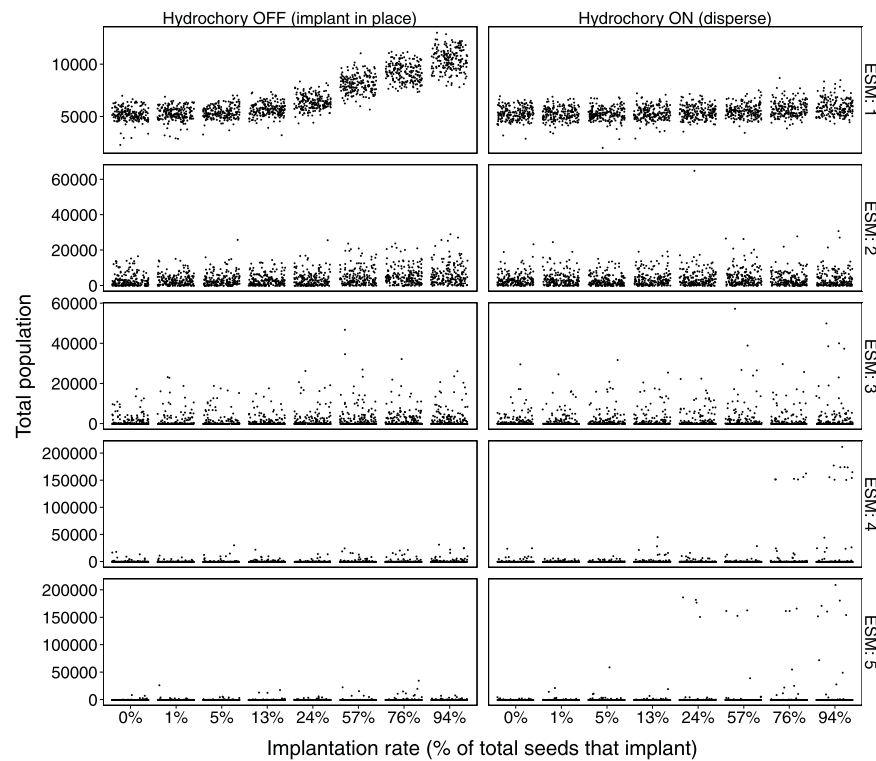 Hydrochory OFF (implant in place) Hydrochory ON (disperse)
10000
5000
ESM: 1
60000
40000
20000
0
ESM: 2
60000
40000
20000
0
ESM: 3
200000
150000
100000
50000
0
ESM: 4
200000
150000
100000
50000
0
ESM: 5
Total population
0% 1% 5% 13% 24% 57% 76% 94% 0% 1% 5% 13% 24% 57% 76% 94%
Implantation rate (% of total seeds that implant)